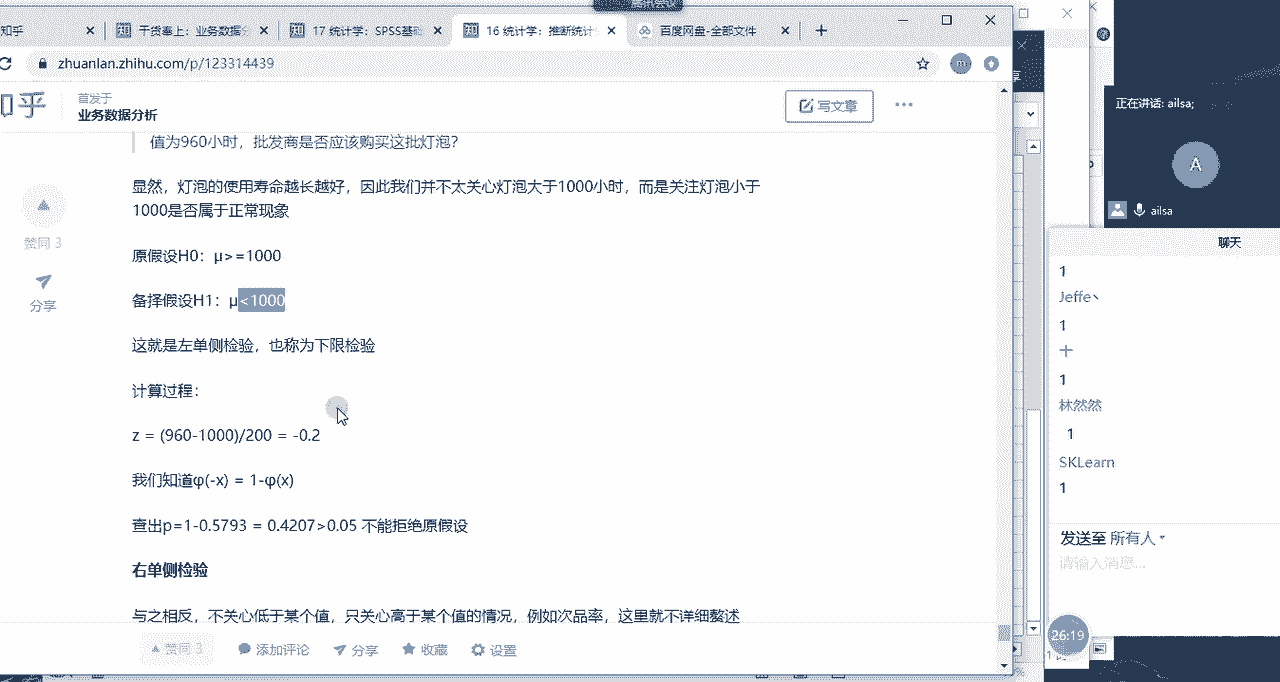 知乎
干货奉上：业务数据分
17 统计学：SPSS基础
16 统计学：推断统计
百度网盘-全部文件
zhuanlan.zhihu.com/p/123314439
m
首发于
业务数据分析
写文章
值为960小时，批发商是否应该购买这批灯泡？
显然，灯泡的使用寿命越长越好，因此我们并不太关心灯泡大于1000小时，而是关注灯泡小于
1000是否属于正常现象
原假设H0：μ>=1000
备择假设H1：μ<1000
这就是左单侧检验，也称为下限检验
计算过程：
z = (960-1000)/200 = -0.2
我们知道φ(-x) = 1-φ(x)
查出p=1-0.5793 = 0.4207>0.05 不能拒绝原假设
右单侧检验
与之相反，不关心低于某个值，只关心高于某个值的情况，例如次品率，这里就不详细赘述
赞同 3
分享
赞同 3
添加评论
分享
收藏
设置
正在讲话: ailsa;
A
ailsa
聊天
1
Jeffe丶
1
十
1
林然然
1
SKLearn
1
发送至 所有人
请输入消息...
26:19